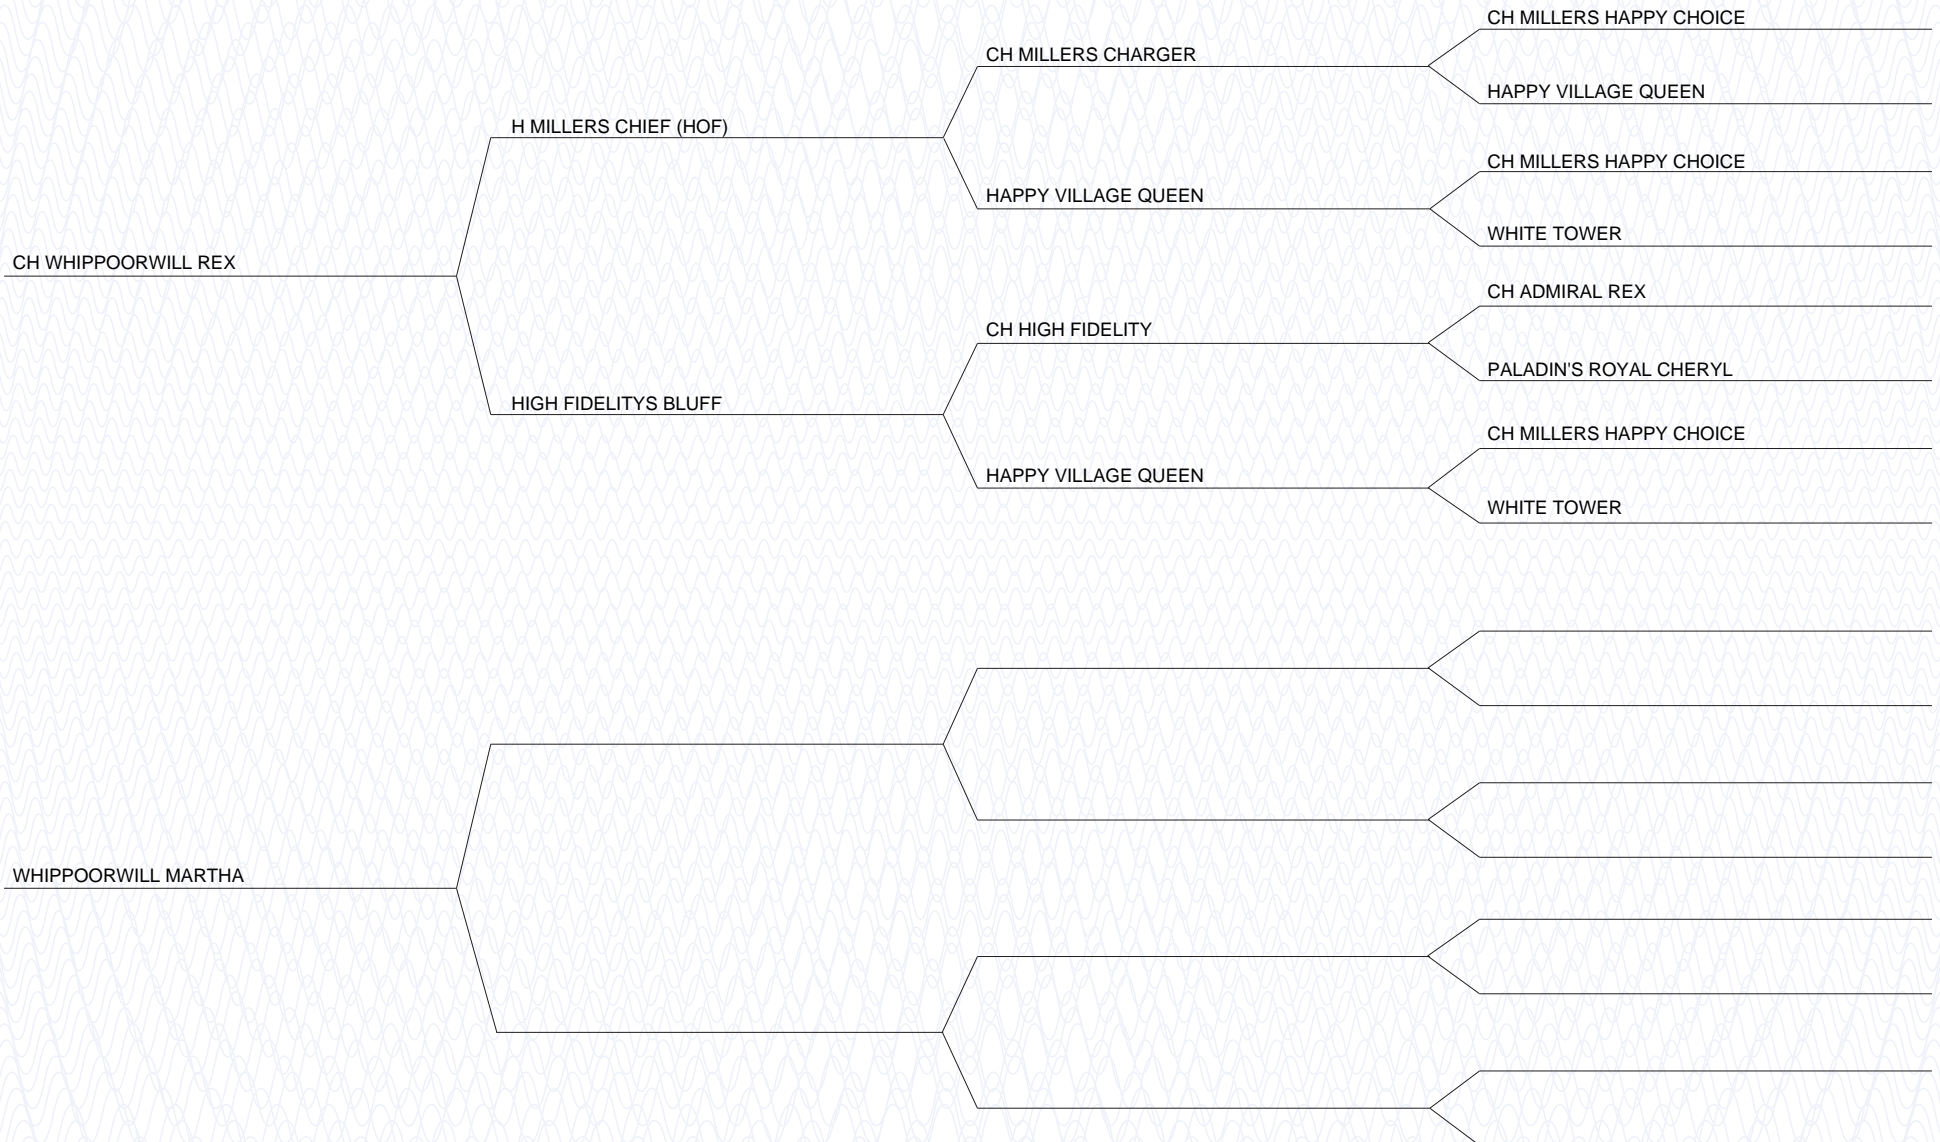 CH MILLERS HAPPY CHOICE
CH MILLERS CHARGER
HAPPY VILLAGE QUEEN
H MILLERS CHIEF (HOF)
CH MILLERS HAPPY CHOICE
HAPPY VILLAGE QUEEN
WHITE TOWER
CH WHIPPOORWILL REX
CH ADMIRAL REX
CH HIGH FIDELITY
PALADIN'S ROYAL CHERYL
HIGH FIDELITYS BLUFF
CH MILLERS HAPPY CHOICE
HAPPY VILLAGE QUEEN
WHITE TOWER
WHIPPOORWILL MARTHA